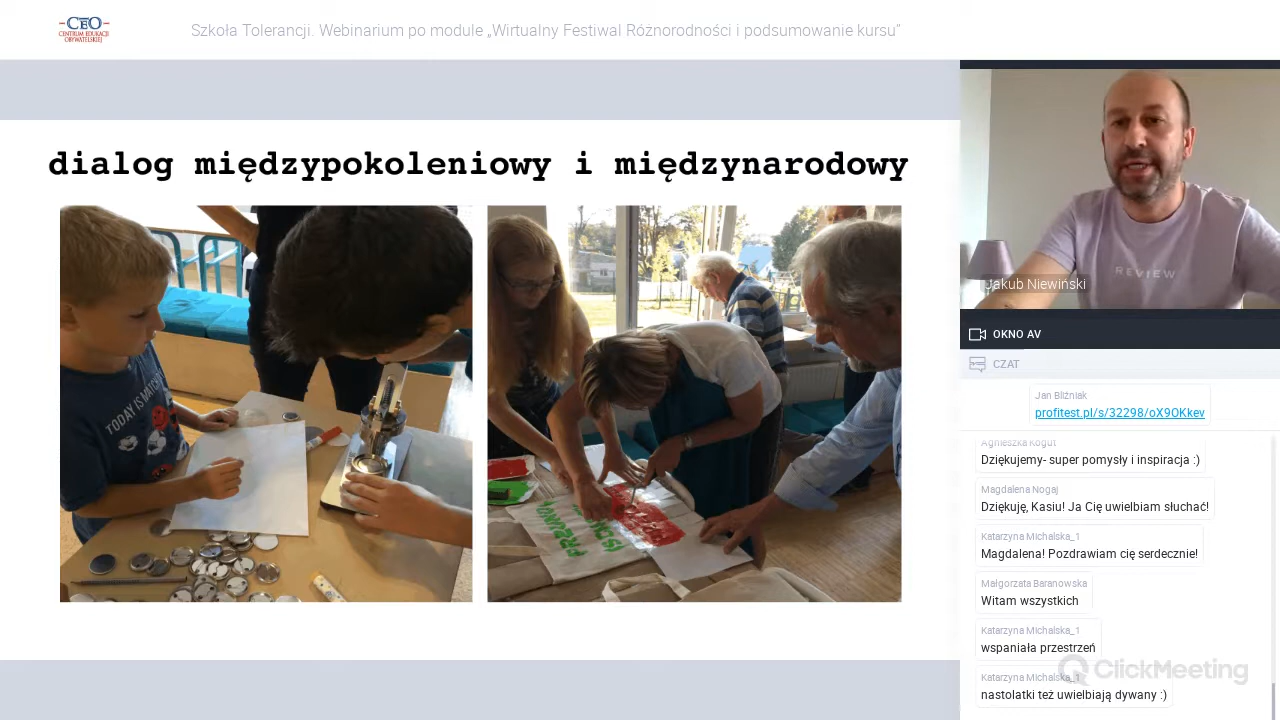 CEO
CENTRUM EDUKACJI
OBYWATELSKIEJ
Szkoła Tolerancji. Webinarium po module „Wirtualny Festiwal Różnorodności i podsumowanie kursu”
dialog międzypokoleniowy i międzynarodowy
TODAY IS MATCH
REVIEW
Jakub Niewiński
OKNO AV
CZAT
Jan Bliźniak
profitest.pl/s/32298/oX9OKkev
Agnieszka Kogut
Dziękujemy- super pomysły i inspiracja :)
Magdalena Nogaj
Dziękuję, Kasiu! Ja Cię uwielbiam słuchać!
Katarzyna Michalska_1
Magdalena! Pozdrawiam cię serdecznie!
Małgorzata Baranowska
Witam wszystkich
Katarzyna Michalska_1
wspaniała przestrzeń
Katarzyna Michalska_1
nastolatki też uwielbiają dywany :)
ClickMeeting